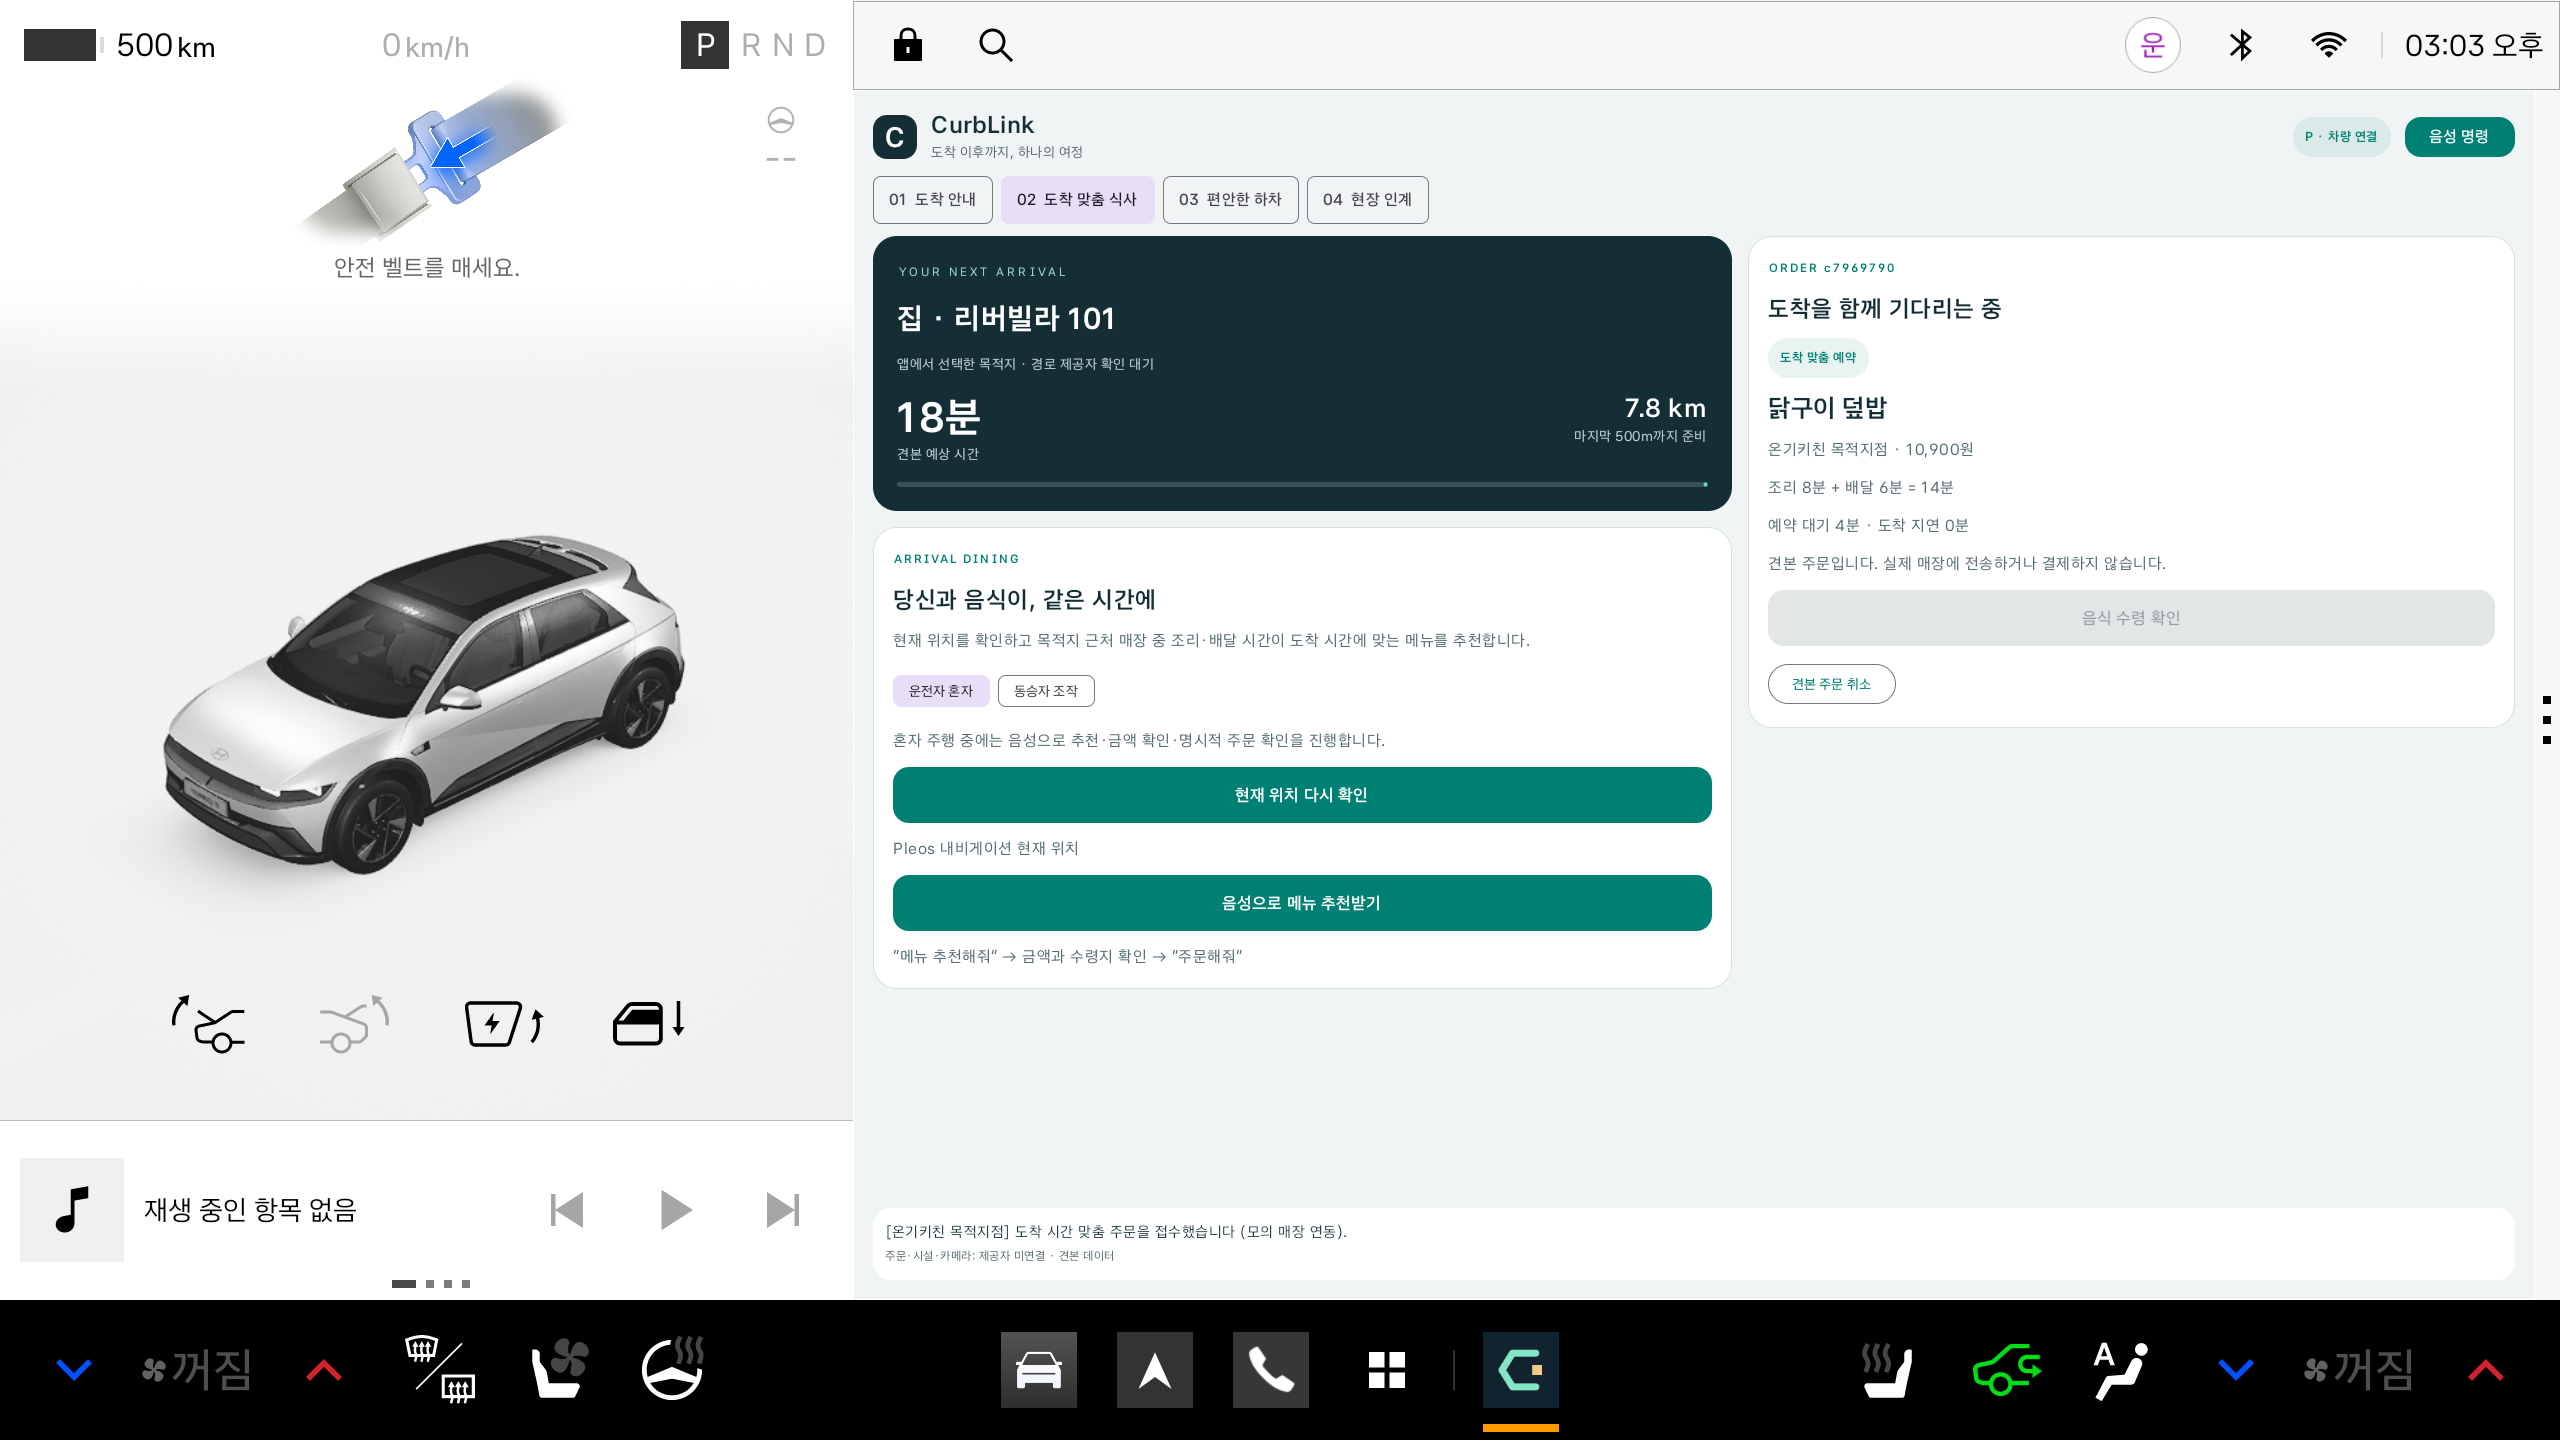 500 km
0 km/h
P R N D
안전 벨트를 매세요.
재생 중인 항목 없음
운
03:03 오후
C
CurbLink
도착 이후까지, 하나의 여정
P · 차량 연결
음성 명령
01 도착 안내
02 도착 맞춤 식사
03 편안한 하차
04 현장 인계
YOUR NEXT ARRIVAL
집 · 리버빌라 101
앱에서 선택한 목적지 · 경로 제공자 확인 대기
18분
견본 예상 시간
7.8 km
마지막 500m까지 준비
ARRIVAL DINING
당신과 음식이, 같은 시간에
현재 위치를 확인하고 목적지 근처 매장 중 조리·배달 시간이 도착 시간에 맞는 메뉴를 추천합니다.
운전자 혼자
동승자 조작
혼자 주행 중에는 음성으로 추천·금액 확인·명시적 주문 확인을 진행합니다.
현재 위치 다시 확인
Pleos 내비게이션 현재 위치
음성으로 메뉴 추천받기
"메뉴 추천해줘" → 금액과 수령지 확인 → "주문해줘"
ORDER c7969790
도착을 함께 기다리는 중
도착 맞춤 예약
닭구이 덮밥
온기키친 목적지점 · 10,900원
조리 8분 + 배달 6분 = 14분
예약 대기 4분 · 도착 지연 0분
견본 주문입니다. 실제 매장에 전송하거나 결제하지 않습니다.
음식 수령 확인
견본 주문 취소
[온기키친 목적지점] 도착 시간 맞춤 주문을 접수했습니다 (모의 매장 연동).
주문·시설·카메라: 제공자 미연결 · 견본 데이터
꺼짐
A
꺼짐